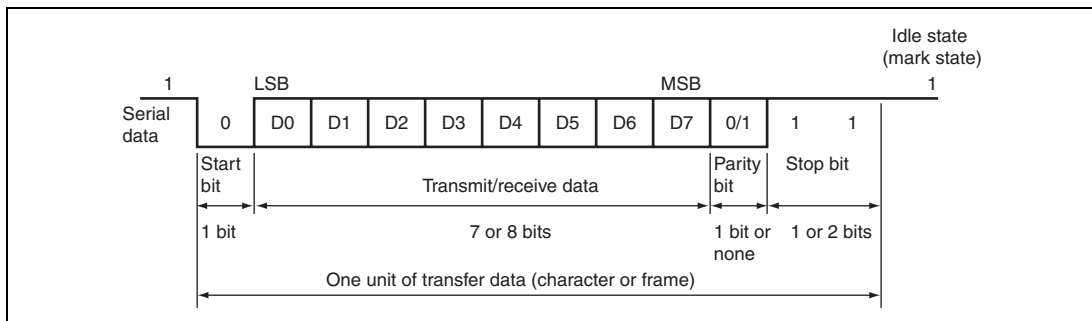 Idle state
(mark state)
1 LSB MSB 1
Serial
data
0 D0 D1 D2 D3 D4 D5 D6 D7 0/1 1 1
Start
bit
Transmit/receive data
Parity
bit
Stop bit
1 bit
7 or 8 bits
1 bit or
none
1 or 2 bits
One unit of transfer data (character or frame)